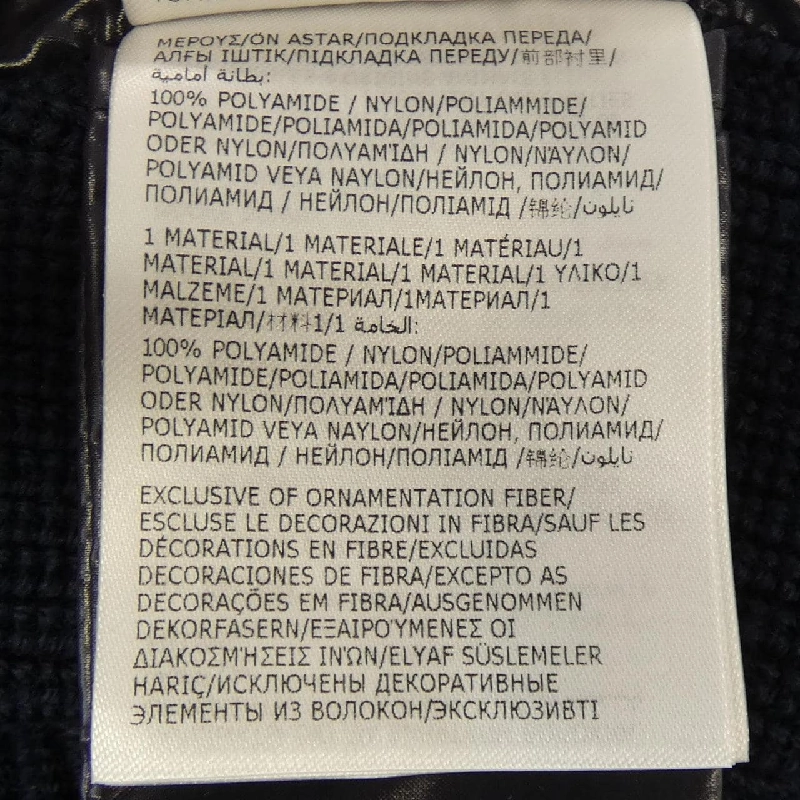 ΜΕΡΟΥΣ/ÖN ASTAR/ПОДКЛАДКА ПЕРЕДА/
АЛҒЫ ІШТІК/ПІДКЛАДКА ПЕРЕДУ/前部衬里/
بطانة أمامية:
100% POLYAMIDE / NYLON/POLIAMMIDE/
POLYAMIDE/POLIAMIDA/POLIAMIDA/POLYAMID
ODER NYLON/ΠΟΛΥΑΜΊΔΗ / NYLON/ΝΆΥΛΟΝ/
POLYAMID VEYA NAYLON/НЕЙЛОН, ПОЛИАМИД/
ПОЛИАМИД / НЕЙЛОН/ПОЛІАМІД /锦纶/نايلون
1 MATERIAL/1 MATERIALE/1 MATÉRIAU/1
MATERIAL/1 MATERIAL/1 MATERIAL/1 ΥΛΙΚΟ/1
MALZEME/1 МАТЕРИАЛ/1МАТЕРИАЛ/1
МАТЕРІАЛ/材料1/1 الخامة:
100% POLYAMIDE / NYLON/POLIAMMIDE/
POLYAMIDE/POLIAMIDA/POLIAMIDA/POLYAMID
ODER NYLON/ΠΟΛΥΑΜΊΔΗ / NYLON/ΝΆΥΛΟΝ/
POLYAMID VEYA NAYLON/НЕЙЛОН, ПОЛИАМИД/
ПОЛИАМИД / НЕЙЛОН/ПОЛІАМІД /锦纶/نايلون
EXCLUSIVE OF ORNAMENTATION FIBER/
ESCLUSE LE DECORAZIONI IN FIBRA/SAUF LES
DÉCORATIONS EN FIBRE/EXCLUIDAS
DECORACIONES DE FIBRA/EXCEPTO AS
DECORAÇÕES EM FIBRA/AUSGENOMMEN
DEKORFASERN/ΕΞΑΙΡΟΎΜΕΝΕΣ ΟΙ
ΔΙΑΚΟΣΜΉΣΕΙΣ ΙΝΏΝ/ELYAF SÜSLEMELER
HARIÇ/ИСКЛЮЧЕНЫ ДЕКОРАТИВНЫЕ
ЭЛЕМЕНТЫ ИЗ ВОЛОКОН/ЭКСКЛЮЗИВТІ